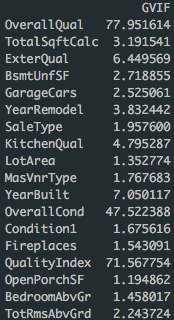 GVIF
OverallQual 77.951614
TotalSqftCalc 3.191541
ExterQual 6.449569
BsmtUnfSF 2.718855
GarageCars 2.525061
YearRemodel 3.832442
SaleType 1.957600
KitchenQual 4.795287
LotArea 1.352774
MasVnrType 1.767683
YearBuilt 7.050117
OverallCond 47.522388
Condition1 1.675616
Fireplaces 1.543091
QualityIndex 71.567754
OpenPorchSF 1.194862
BedroomAbvGr 1.458017
TotRmsAbvGrd 2.243724